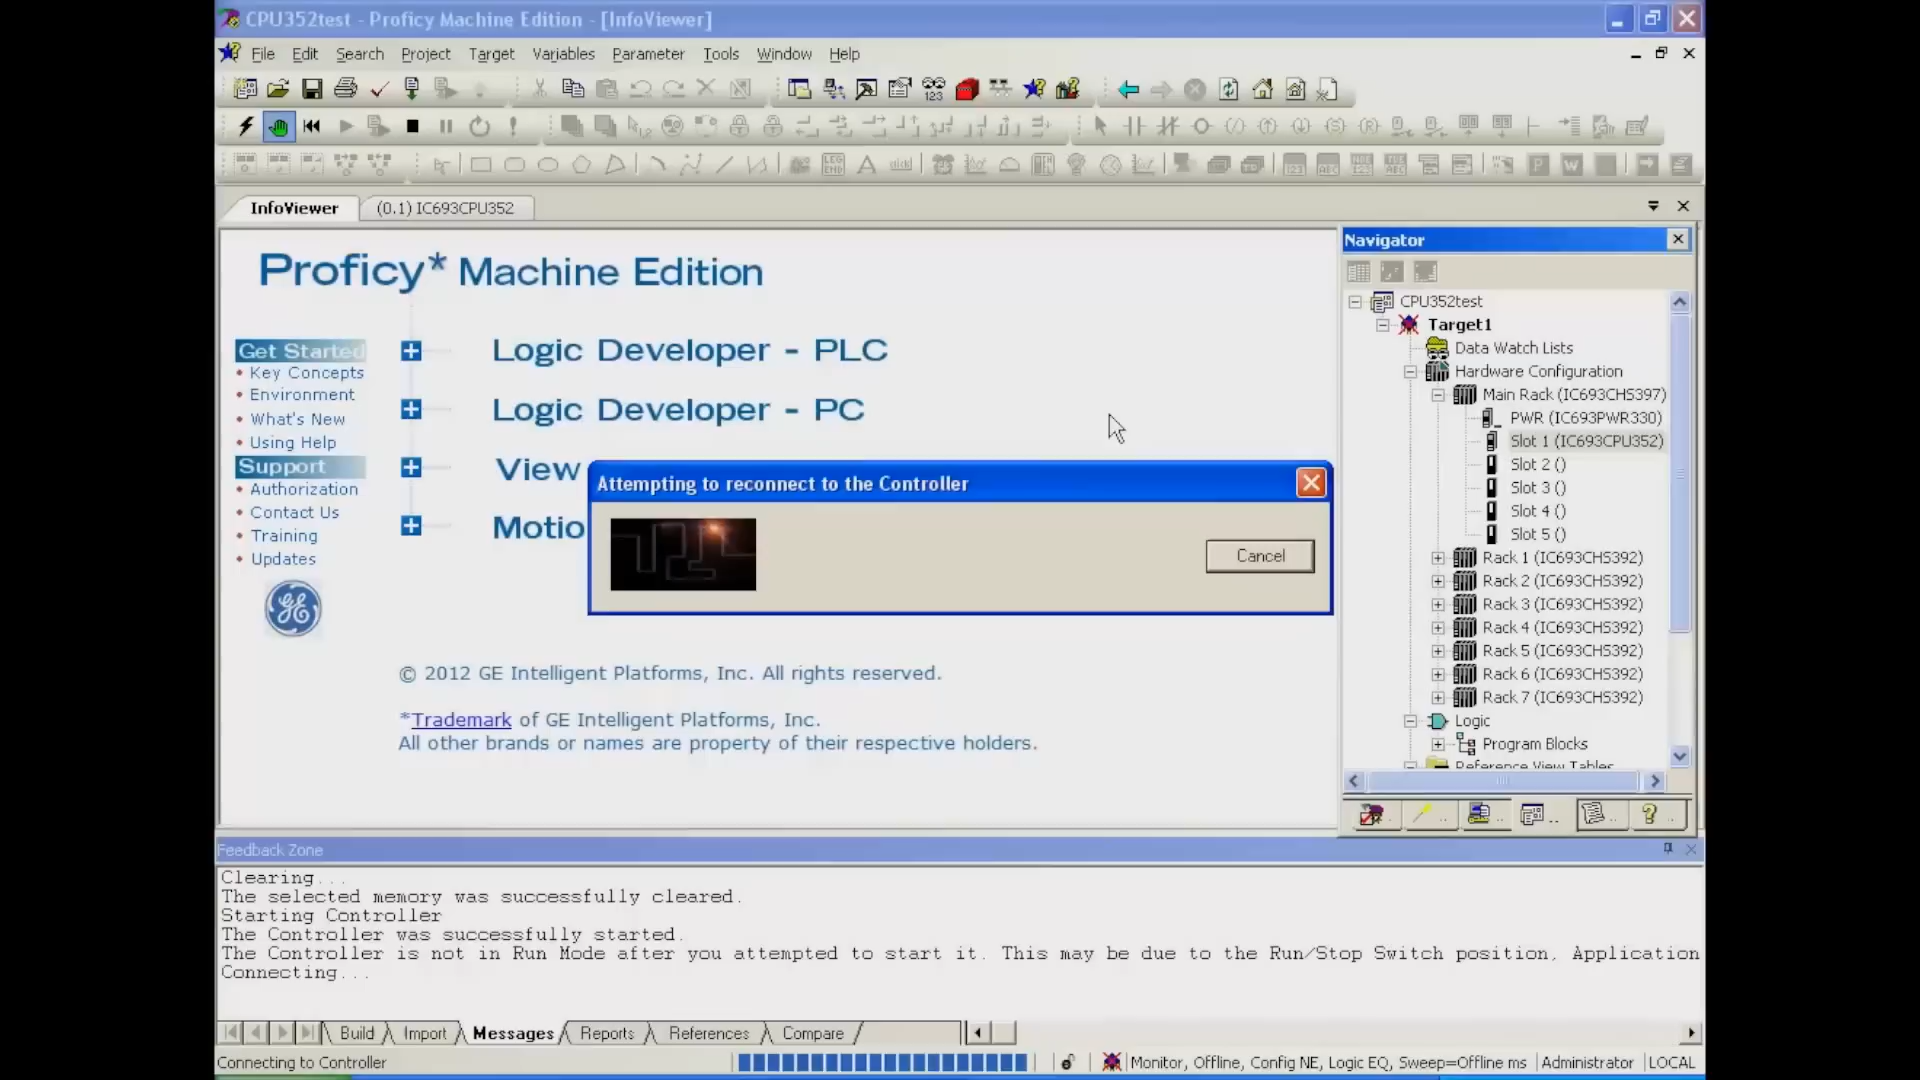 CPU352test - Proficy Machine Edition - [InfoViewer]
File Edit Search Project Target Variables Parameter Tools Window Help
InfoViewer (0.1) IC693CPU352
Proficy* Machine Edition
Get Started
Key Concepts
Environment
What's New
Using Help
Support
Authorization
Contact Us
Training
Updates
Logic Developer - PLC
Logic Developer - PC
View
Motio
Attempting to reconnect to the Controller
Cancel
© 2012 GE Intelligent Platforms, Inc. All rights reserved.
*Trademark of GE Intelligent Platforms, Inc.
All other brands or names are property of their respective holders.
Navigator
CPU352test
Target1
Data Watch Lists
Hardware Configuration
Main Rack (IC693CHS397)
PWR (IC693PWR330)
Slot 1 (IC693CPU352)
Slot 2 ()
Slot 3 ()
Slot 4 ()
Slot 5 ()
Rack 1 (IC693CHS392)
Rack 2 (IC693CHS392)
Rack 3 (IC693CHS392)
Rack 4 (IC693CHS392)
Rack 5 (IC693CHS392)
Rack 6 (IC693CHS392)
Rack 7 (IC693CHS392)
Logic
Program Blocks
Reference View Tables
Feedback Zone
Clearing...
The selected memory was successfully cleared.
Starting Controller
The Controller was successfully started.
The Controller is not in Run Mode after you attempted to start it. This may be due to the Run/Stop Switch position, Application
Connecting...
Build Import Messages Reports References Compare
Connecting to Controller Monitor, Offline, Config NE, Logic EQ, Sweep=Offline ms Administrator LOCAL